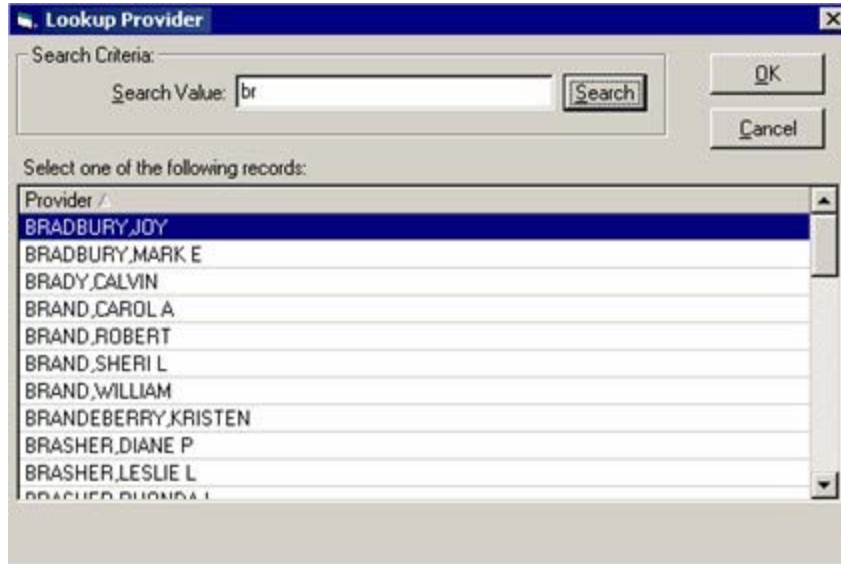 Lookup Provider
Search Criteria:
Search Value: br Search
OK
Cancel
Select one of the following records:
Provider
BRADBURY,JOY
BRADBURY,MARK E
BRADY,CALVIN
BRAND,CAROL A
BRAND,ROBERT
BRAND,SHERI L
BRAND,WILLIAM
BRANDEBERRY,KRISTEN
BRASHER,DIANE P
BRASHER,LESLIE L